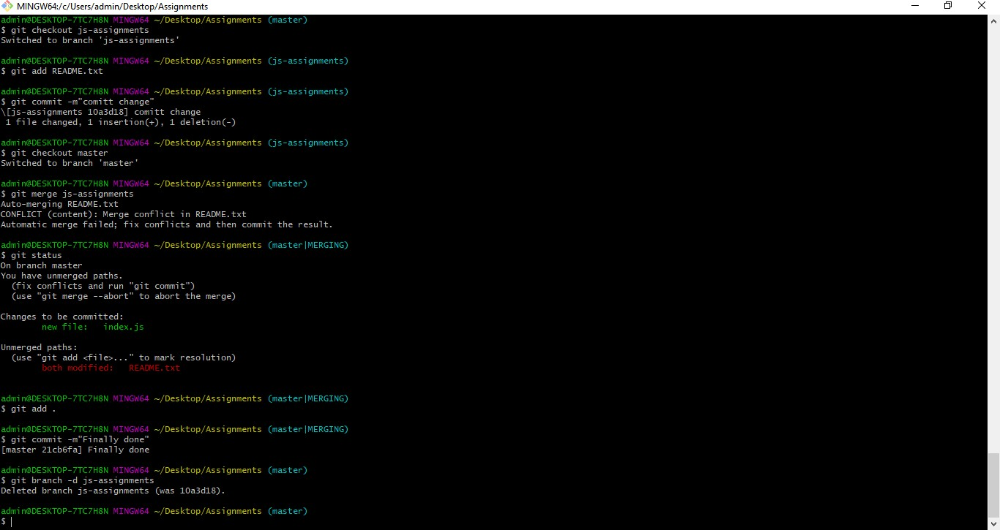 MINGW64:/c/Users/admin/Desktop/Assignments
admin@DESKTOP-7TC7H8N MINGW64 ~/Desktop/Assignments (master)
$ git checkout js-assignments
Switched to branch 'js-assignments'
admin@DESKTOP-7TC7H8N MINGW64 ~/Desktop/Assignments (js-assignments)
$ git add README.txt
admin@DESKTOP-7TC7H8N MINGW64 ~/Desktop/Assignments (js-assignments)
$ git commit -m"comitt change"
\[js-assignments 10a3d18] comitt change
 1 file changed, 1 insertion(+), 1 deletion(-)
admin@DESKTOP-7TC7H8N MINGW64 ~/Desktop/Assignments (js-assignments)
$ git checkout master
Switched to branch 'master'
admin@DESKTOP-7TC7H8N MINGW64 ~/Desktop/Assignments (master)
$ git merge js-assignments
Auto-merging README.txt
CONFLICT (content): Merge conflict in README.txt
Automatic merge failed; fix conflicts and then commit the result.
admin@DESKTOP-7TC7H8N MINGW64 ~/Desktop/Assignments (master|MERGING)
$ git status
On branch master
You have unmerged paths.
  (fix conflicts and run "git commit")
  (use "git merge --abort" to abort the merge)
Changes to be committed:
        new file:   index.js
Unmerged paths:
  (use "git add <file>..." to mark resolution)
        both modified:   README.txt
admin@DESKTOP-7TC7H8N MINGW64 ~/Desktop/Assignments (master|MERGING)
$ git add .
admin@DESKTOP-7TC7H8N MINGW64 ~/Desktop/Assignments (master|MERGING)
$ git commit -m"Finally done"
[master 21cb6fa] Finally done
admin@DESKTOP-7TC7H8N MINGW64 ~/Desktop/Assignments (master)
$ git branch -d js-assignments
Deleted branch js-assignments (was 10a3d18).
admin@DESKTOP-7TC7H8N MINGW64 ~/Desktop/Assignments (master)
$